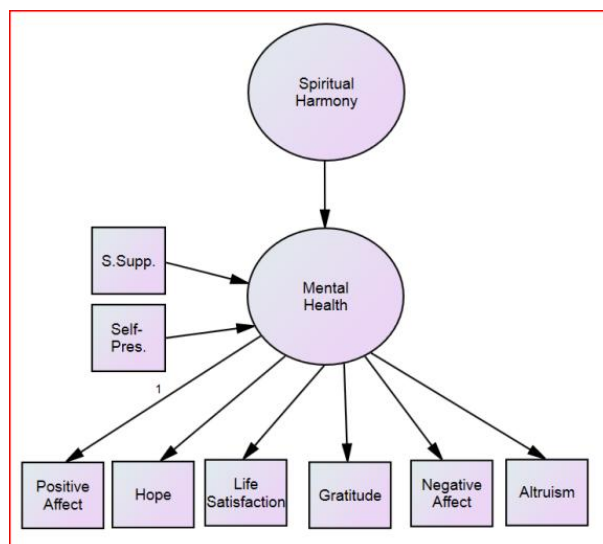 Spiritual
Harmony
S.Supp.
Mental
Health
Self-
Pres.
1
Positive
Affect
Hope
Life
Satisfaction
Gratitude
Negative
Affect
Altruism